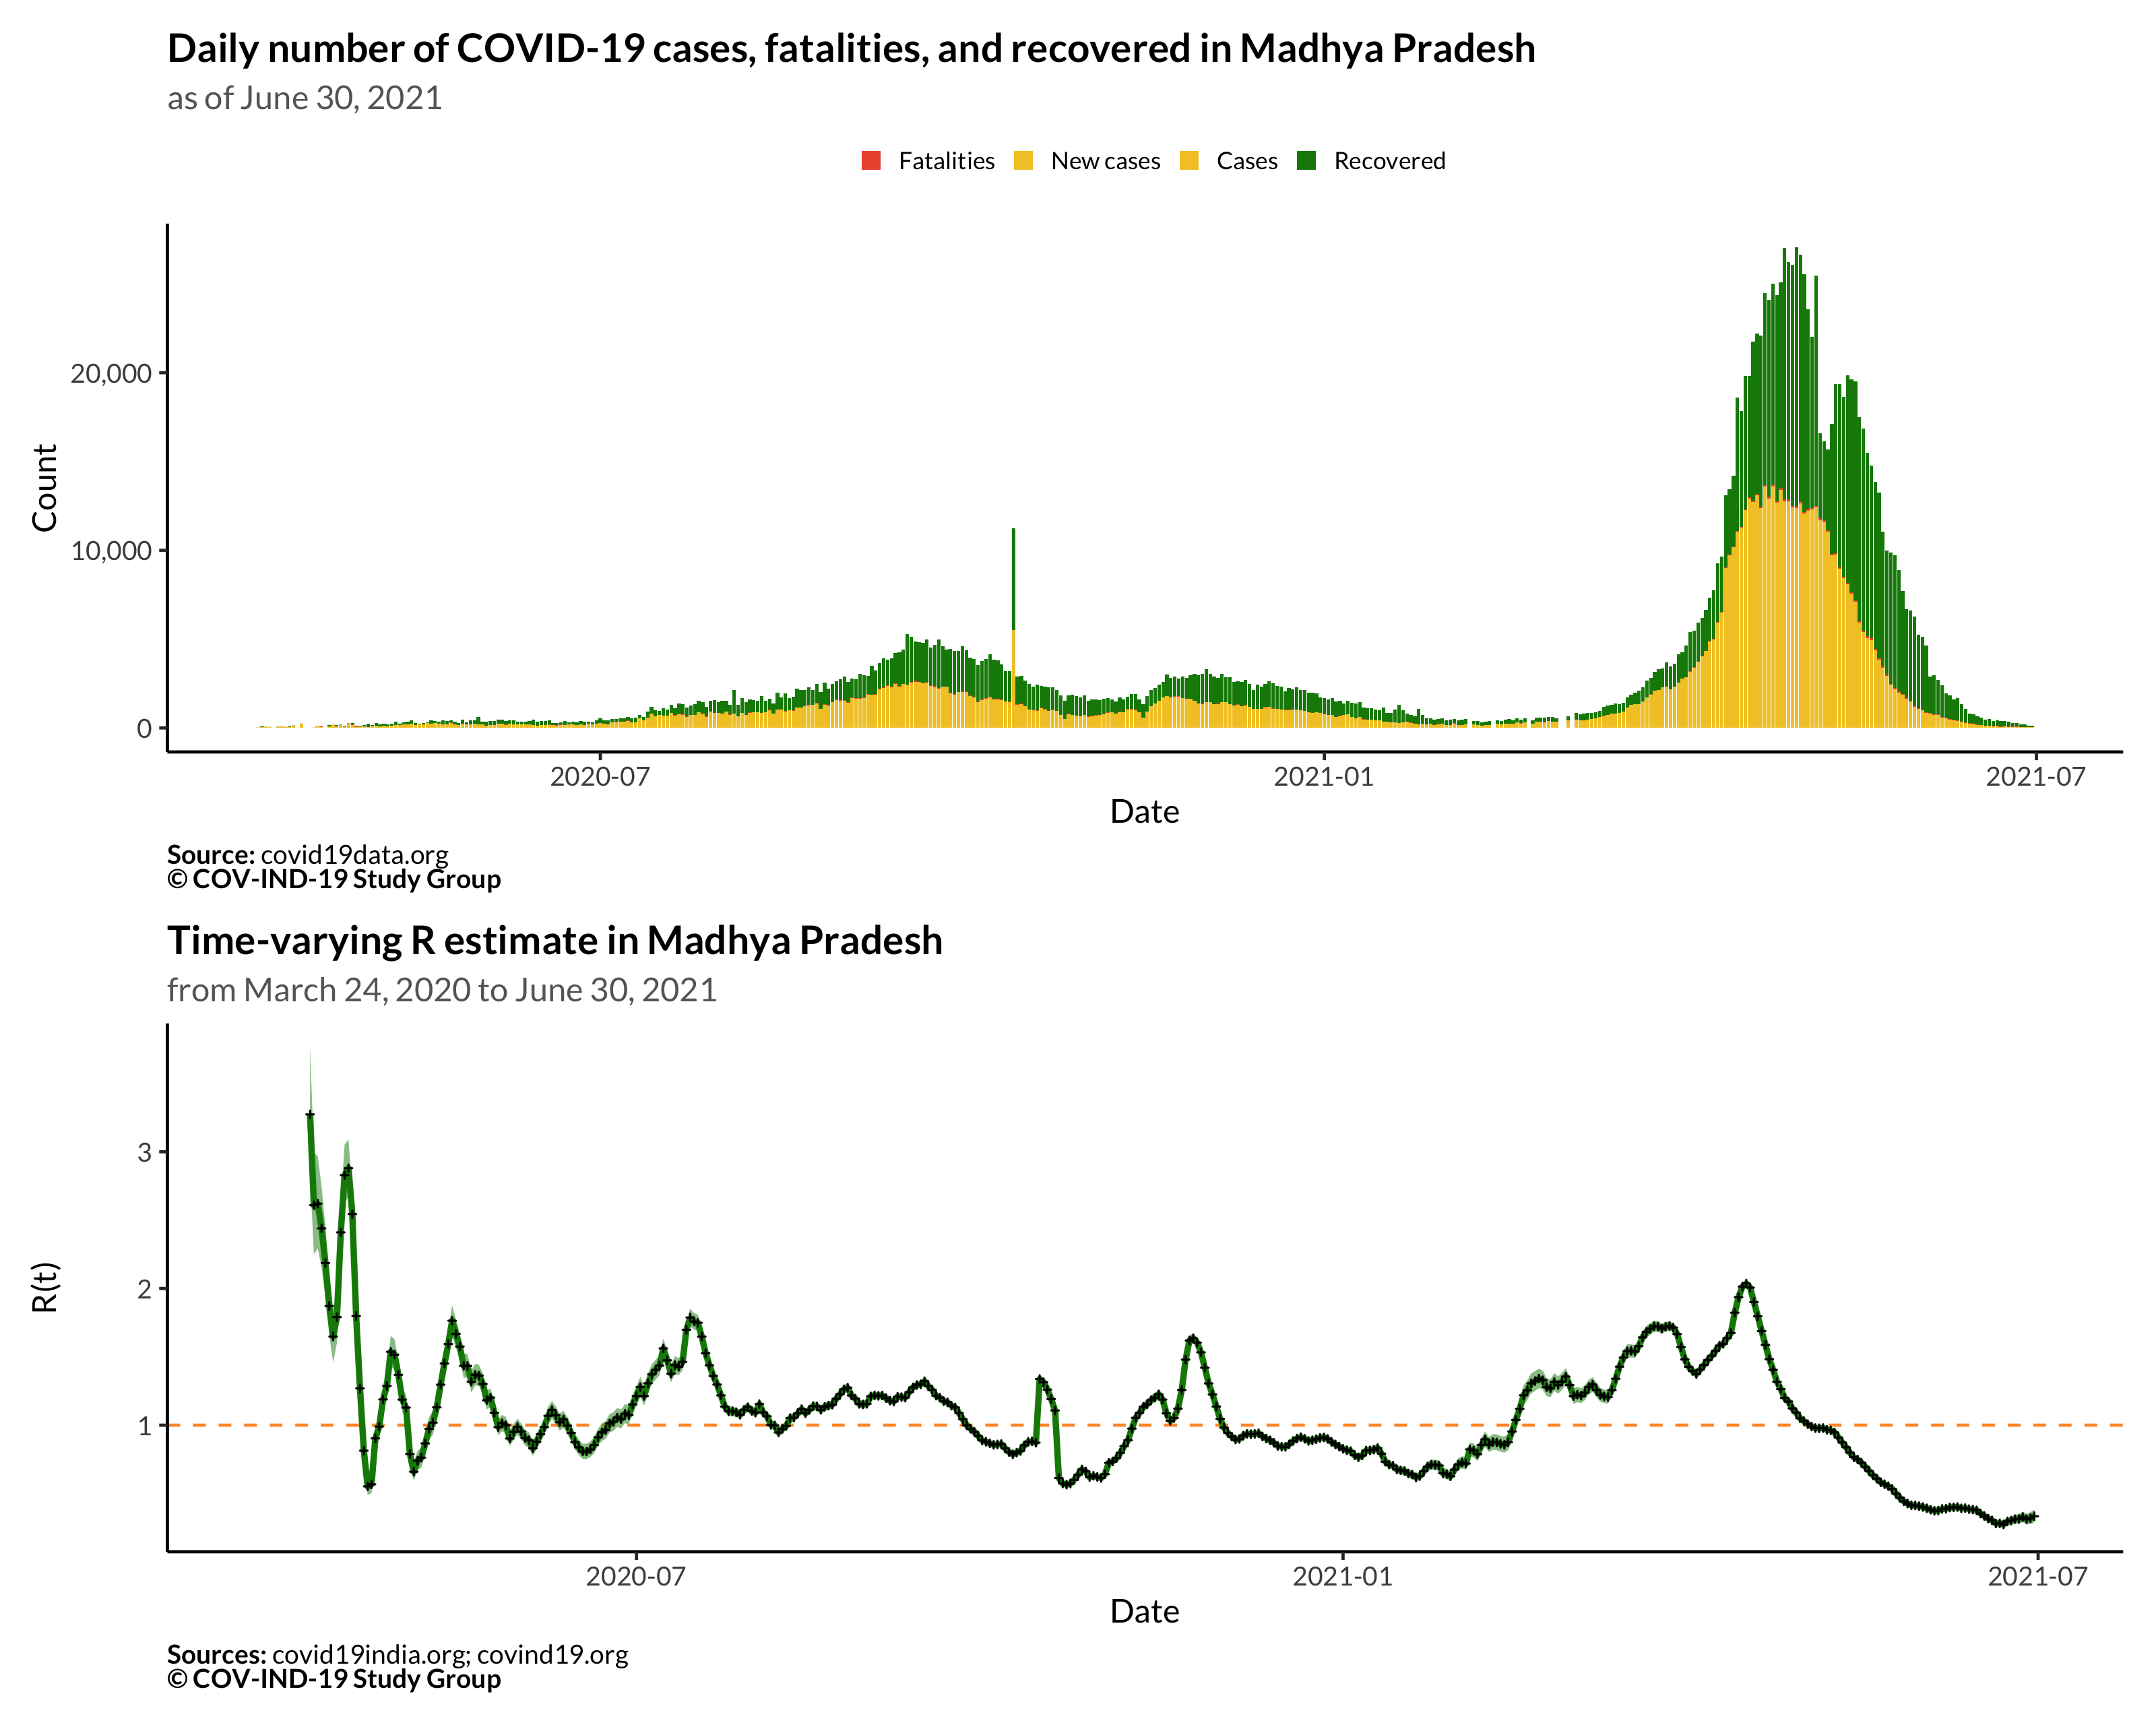 Daily number of COVID-19 cases, fatalities, and recovered in Madhya Pradesh
as of June 30, 2021
Fatalities New cases Cases Recovered
Count
20,000
10,000
0
2020-07 2021-01 2021-07
Date
Source: covid19data.org
© COV-IND-19 Study Group
Time-varying R estimate in Madhya Pradesh
from March 24, 2020 to June 30, 2021
R(t)
3
2
1
2020-07 2021-01 2021-07
Date
Sources: covid19india.org; covind19.org
© COV-IND-19 Study Group